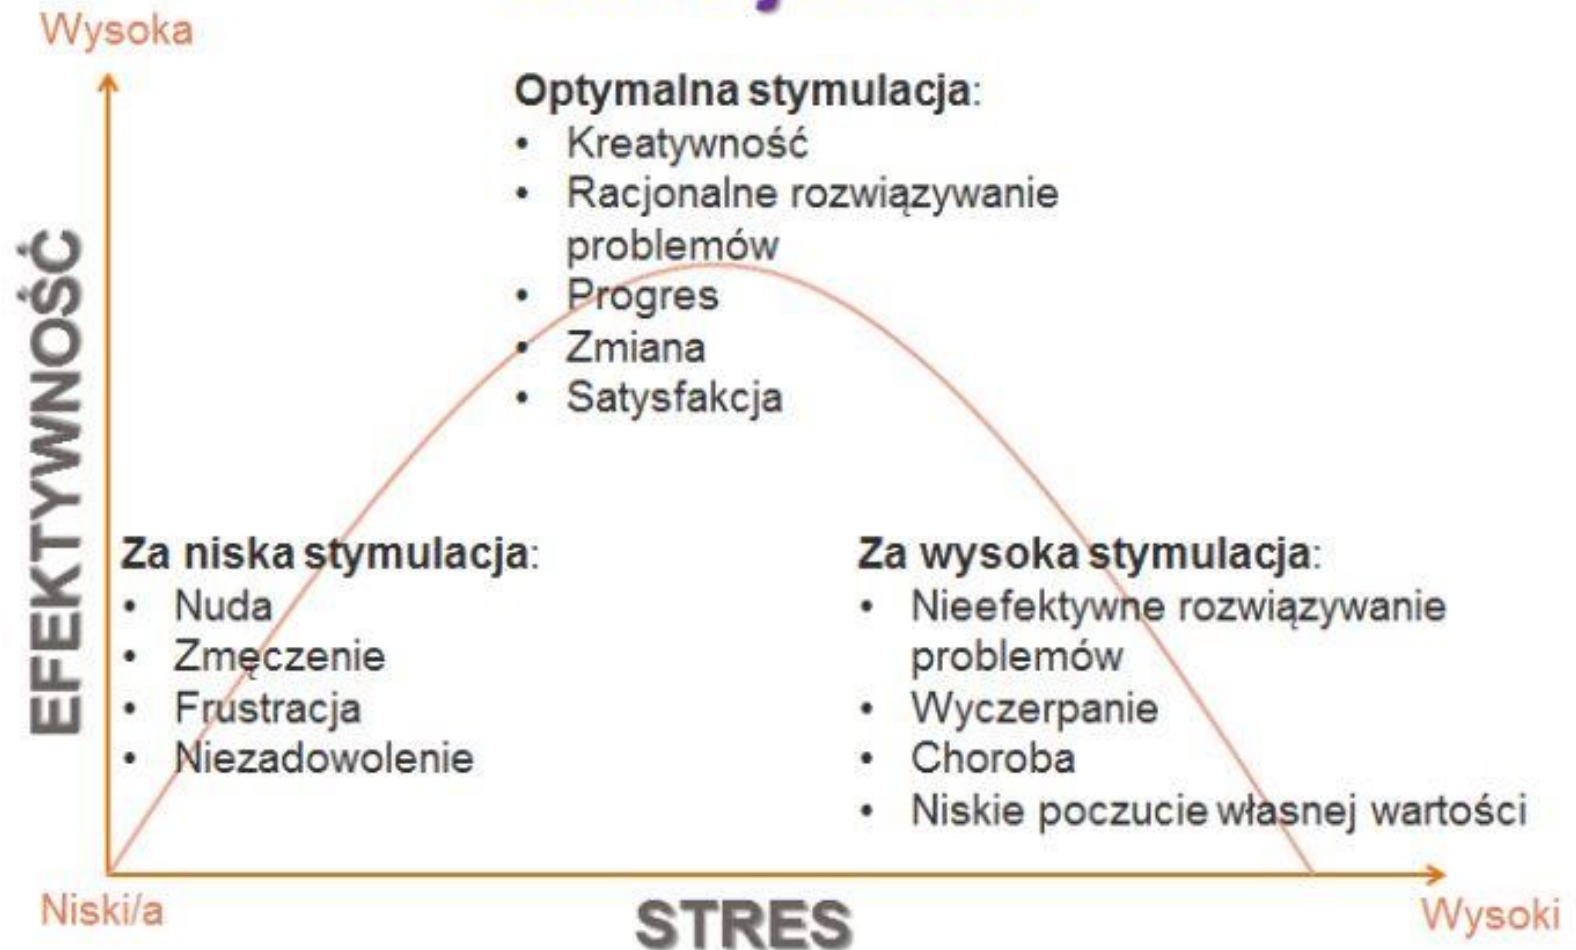 Wysoka
Optymalna stymulacja:
• Kreatywność
• Racjonalne rozwiązywanie
problemów
• Progres
• Zmiana
• Satysfakcja
EFEKTYWNOŚĆ
Za niska stymulacja:
• Nuda
• Zmęczenie
• Frustracja
• Niezadowolenie
Za wysoka stymulacja:
• Nieefektywne rozwiązywanie
problemów
• Wyczerpanie
• Choroba
• Niskie poczucie własnej wartości
Niski/a
STRES
Wysoki